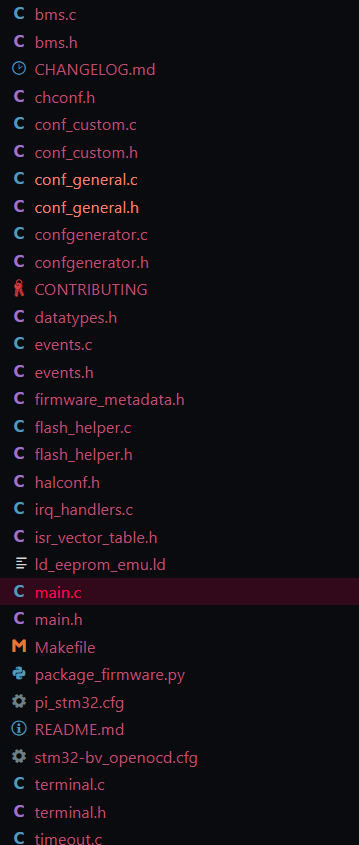 bms.c
bms.h
CHANGELOG.md
chconf.h
conf_custom.c
conf_custom.h
conf_general.c
conf_general.h
confgenerator.c
confgenerator.h
CONTRIBUTING
datatypes.h
events.c
events.h
firmware_metadata.h
flash_helper.c
flash_helper.h
halconf.h
irq_handlers.c
isr_vector_table.h
ld_eeprom_emu.ld
main.c
main.h
Makefile
package_firmware.py
pi_stm32.cfg
README.md
stm32-bv_openocd.cfg
terminal.c
terminal.h
timeout.c